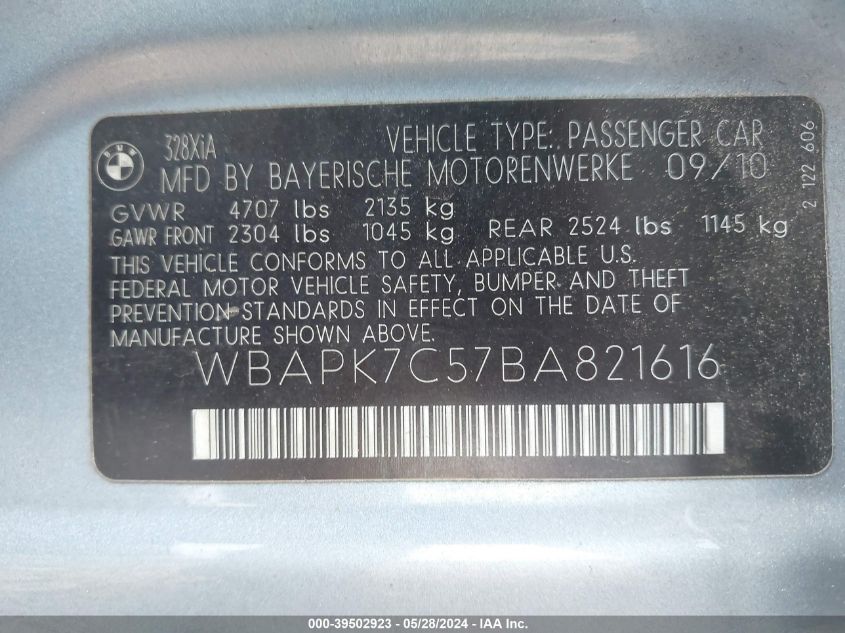 BMW
328XiA VEHICLE TYPE: PASSENGER CAR
MFD BY BAYERISCHE MOTORENWERKE 09/10
GVWR 4707 lbs 2135 kg
GAWR FRONT 2304 lbs 1045 kg REAR 2524 lbs 1145 kg
THIS VEHICLE CONFORMS TO ALL APPLICABLE U.S.
FEDERAL MOTOR VEHICLE SAFETY, BUMPER AND THEFT
PREVENTION STANDARDS IN EFFECT ON THE DATE OF
MANUFACTURE SHOWN ABOVE.
WBAPK7C57BA821616
2 122 606
000-39502923 - 05/28/2024 - IAA Inc.